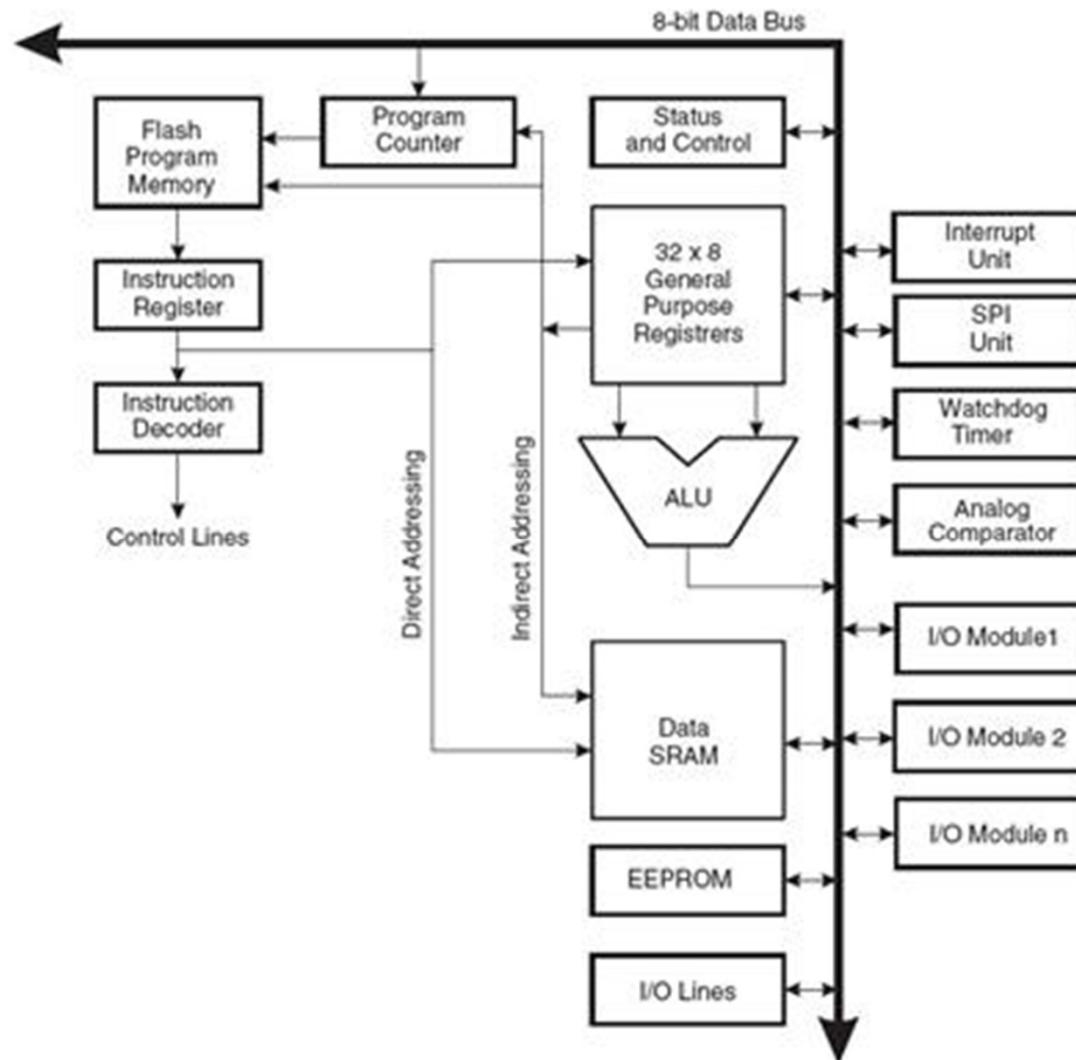 8-bit Data Bus
Flash
Program
Memory
Program
Counter
Status
and Control
32 x 8
General
Purpose
Registrers
Interrupt
Unit
Instruction
Register
SPI
Unit
Instruction
Decoder
Watchdog
Timer
ALU
Analog
Comparator
Control Lines
Direct Addressing
Indirect Addressing
I/O Module1
Data
SRAM
I/O Module 2
I/O Module n
EEPROM
I/O Lines